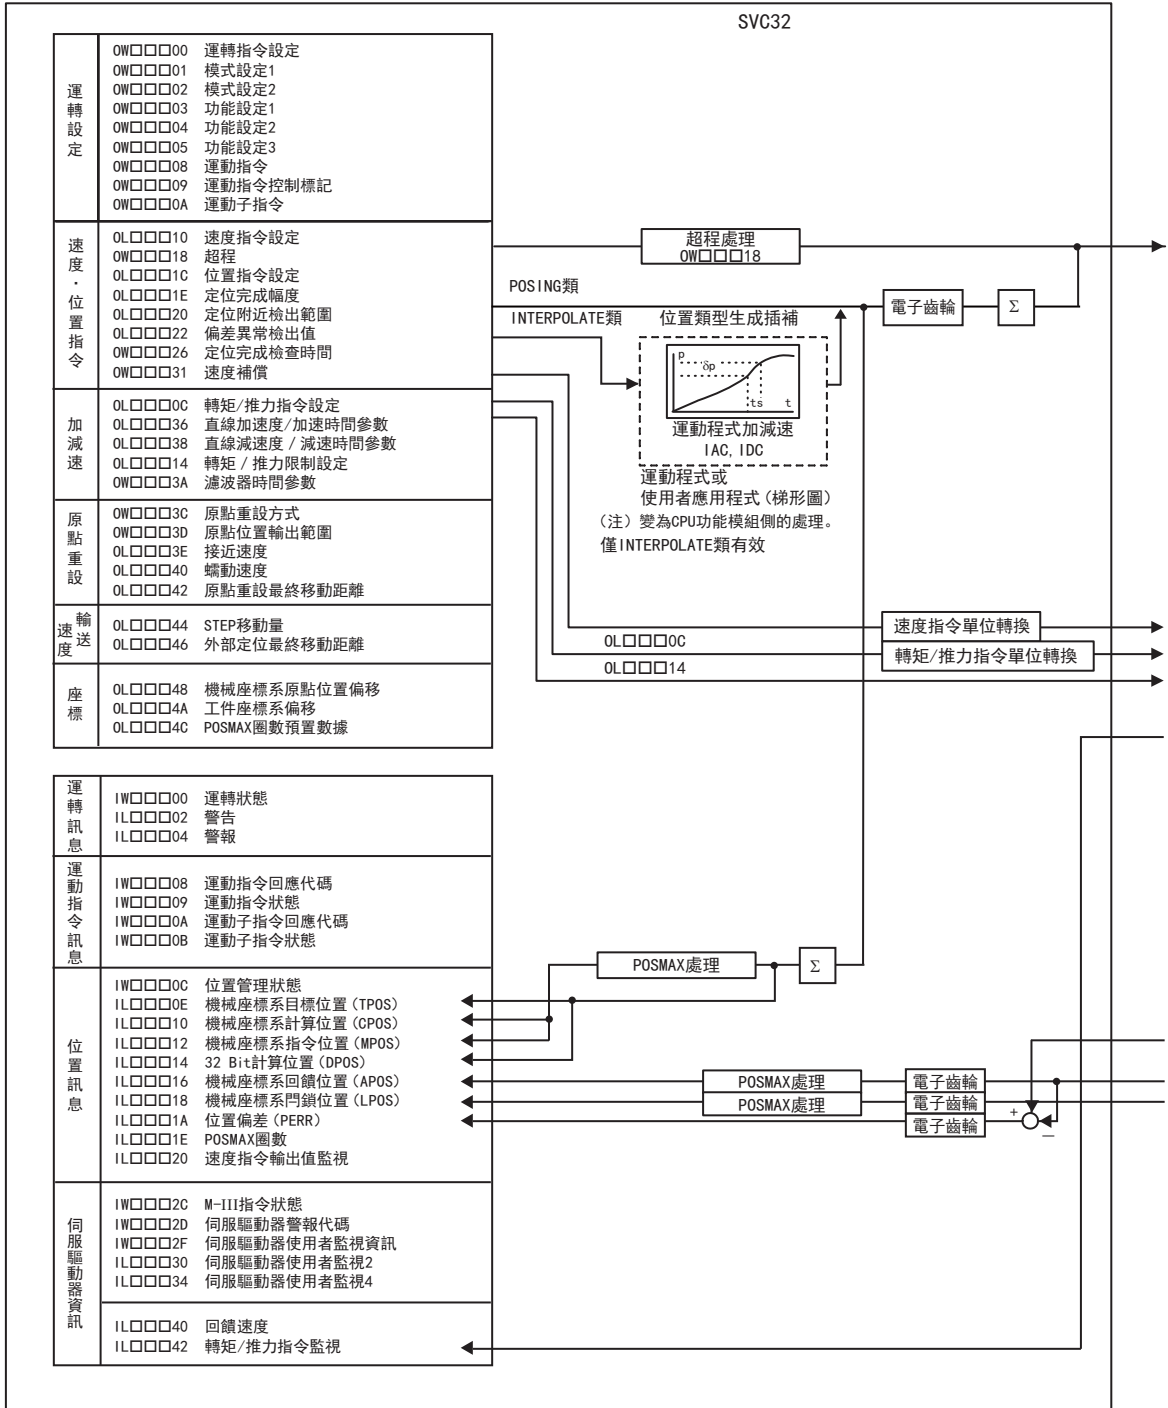 SVC32
運轉設定
OW□□□00 運轉指令設定
OW□□□01 模式設定1
OW□□□02 模式設定2
OW□□□03 功能設定1
OW□□□04 功能設定2
OW□□□05 功能設定3
OW□□□08 運動指令
OW□□□09 運動指令控制標記
OW□□□0A 運動子指令
速度·位置指令
OL□□□10 速度指令設定
OW□□□18 超程
OL□□□1C 位置指令設定
OL□□□1E 定位完成幅度
OL□□□20 定位附近檢出範圍
OL□□□22 偏差異常檢出值
OW□□□26 定位完成檢查時間
OW□□□31 速度補償
加減速
OL□□□0C 轉矩/推力指令設定
OL□□□36 直線加速度/加速時間參數
OL□□□38 直線減速度／減速時間參數
OL□□□14 轉矩／推力限制設定
OW□□□3A 濾波器時間參數
原點重設
OW□□□3C 原點重設方式
OW□□□3D 原點位置輸出範圍
OL□□□3E 接近速度
OL□□□40 蠕動速度
OL□□□42 原點重設最終移動距離
輸送速度
OL□□□44 STEP移動量
OL□□□46 外部定位最終移動距離
座標
OL□□□48 機械座標系原點位置偏移
OL□□□4A 工件座標系偏移
OL□□□4C POSMAX圈數預置數據
超程處理
OW□□□18
POSING類
INTERPOLATE類
位置類型生成插補
電子齒輪
Σ
p
δp
ts
t
運動程式加減速
IAC, IDC
運動程式或
使用者應用程式（梯形圖）
（注）變為CPU功能模組側的處理。
僅INTERPOLATE類有效
速度指令單位轉換
OL□□□0C
轉矩/推力指令單位轉換
OL□□□14
運轉訊息
IW□□□00 運轉狀態
IL□□□02 警告
IL□□□04 警報
運動指令訊息
IW□□□08 運動指令回應代碼
IW□□□09 運動指令狀態
IW□□□0A 運動子指令回應代碼
IW□□□0B 運動子指令狀態
位置訊息
IW□□□0C 位置管理狀態
IL□□□0E 機械座標系目標位置（TPOS）
IL□□□10 機械座標系計算位置（CPOS）
IL□□□12 機械座標系指令位置（MPOS）
IL□□□14 32 Bit計算位置（DPOS）
IL□□□16 機械座標系回饋位置（APOS）
IL□□□18 機械座標系閂鎖位置（LPOS）
IL□□□1A 位置偏差（PERR）
IL□□□1E POSMAX圈數
IL□□□20 速度指令輸出值監視
POSMAX處理
Σ
POSMAX處理
電子齒輪
POSMAX處理
電子齒輪
電子齒輪
+
−
伺服驅動器資訊
IW□□□2C M-III指令狀態
IW□□□2D 伺服驅動器警報代碼
IW□□□2F 伺服驅動器使用者監視資訊
IL□□□30 伺服驅動器使用者監視2
IL□□□34 伺服驅動器使用者監視4
IL□□□40 回饋速度
IL□□□42 轉矩/推力指令監視